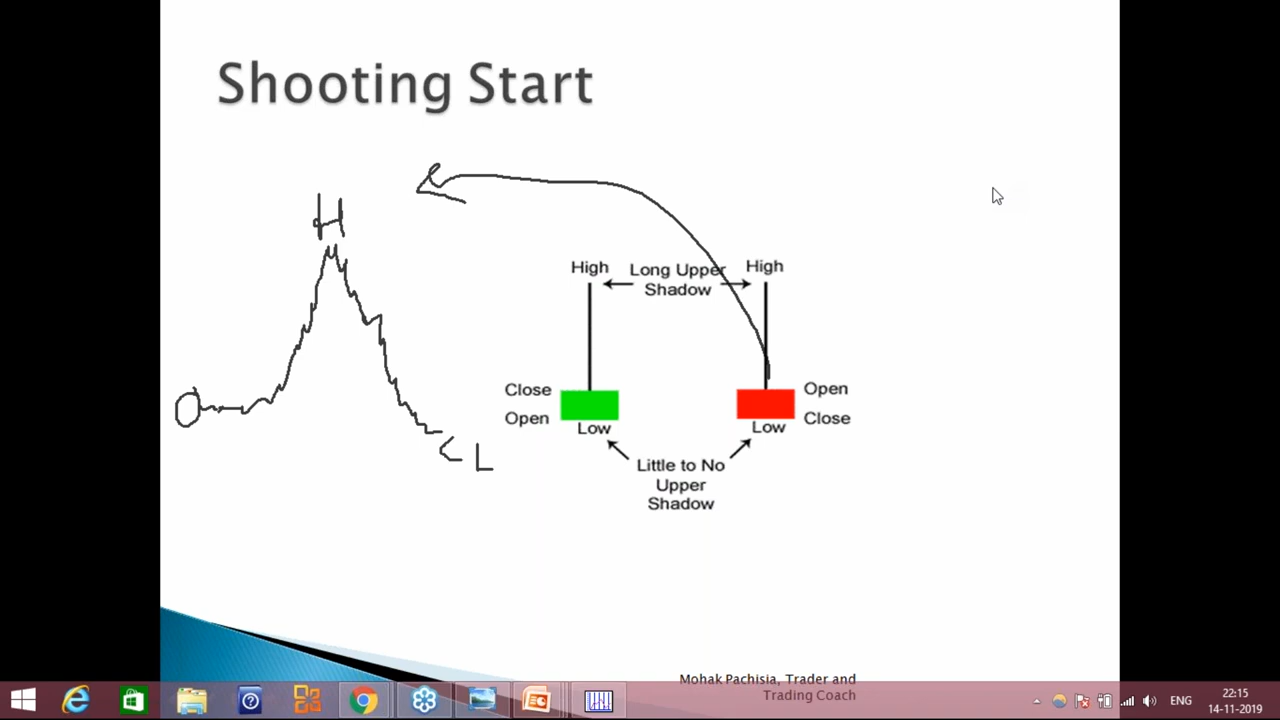 Shooting Start
H
O
C L
High
Long Upper
Shadow
High
Close
Open
Low
Open
Close
Low
Little to No
Upper
Shadow
Mohak Pachisia, Trader and
Trading Coach
ENG
22:15
14-11-2019